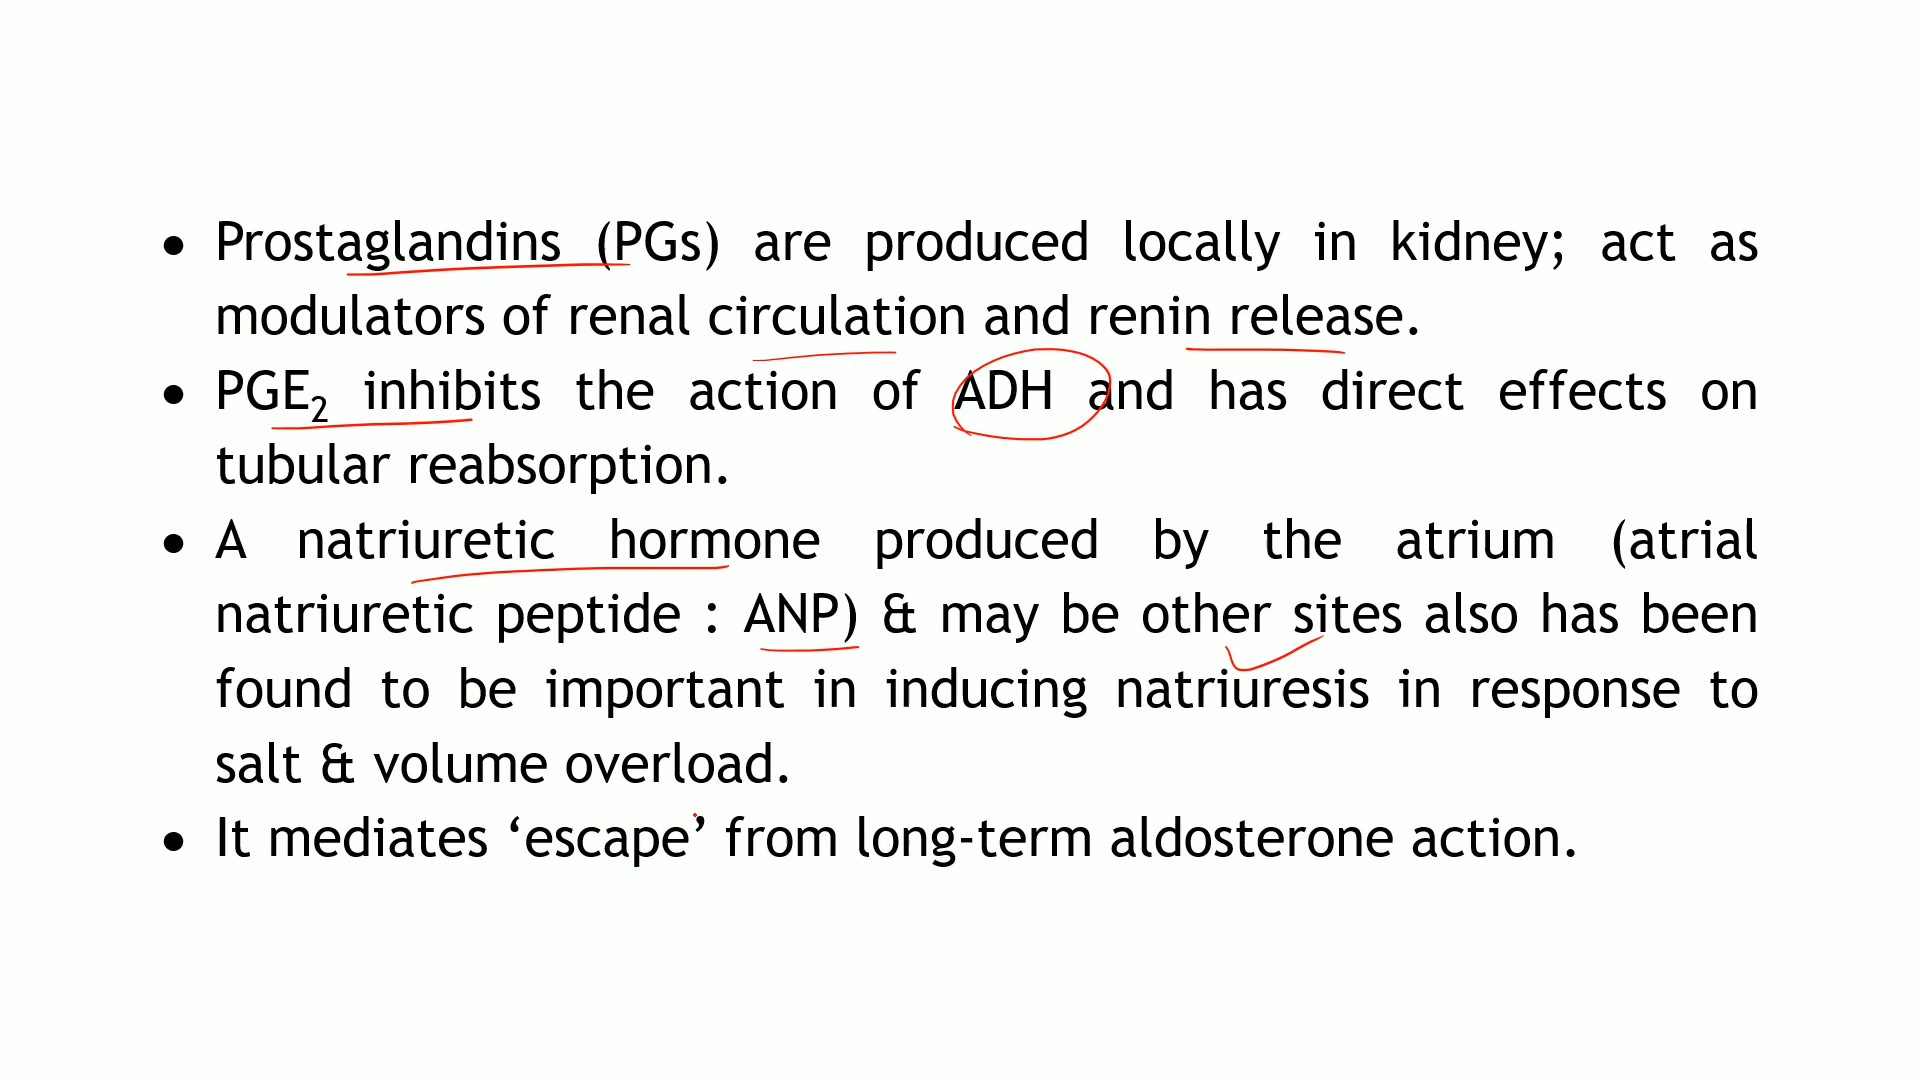 • Prostaglandins (PGs) are produced locally in kidney; act as
modulators of renal circulation and renin release.
• PGE₂ inhibits the action of ADH and has direct effects on
tubular reabsorption.
• A natriuretic hormone produced by the atrium (atrial
natriuretic peptide : ANP) & may be other sites also has been
found to be important in inducing natriuresis in response to
salt & volume overload.
• It mediates ‘escape’ from long-term aldosterone action.